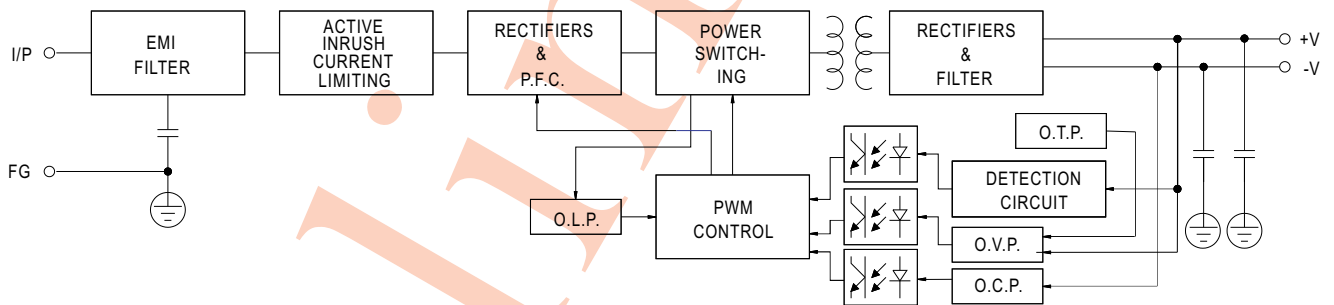 I/P
EMI
FILTER
ACTIVE
INRUSH
CURRENT
LIMITING
RECTIFIERS
&
P.F.C.
POWER
SWITCH-
ING
RECTIFIERS
&
FILTER
+V
-V
FG
O.L.P.
PWM
CONTROL
O.T.P.
DETECTION
CIRCUIT
O.V.P.
O.C.P.